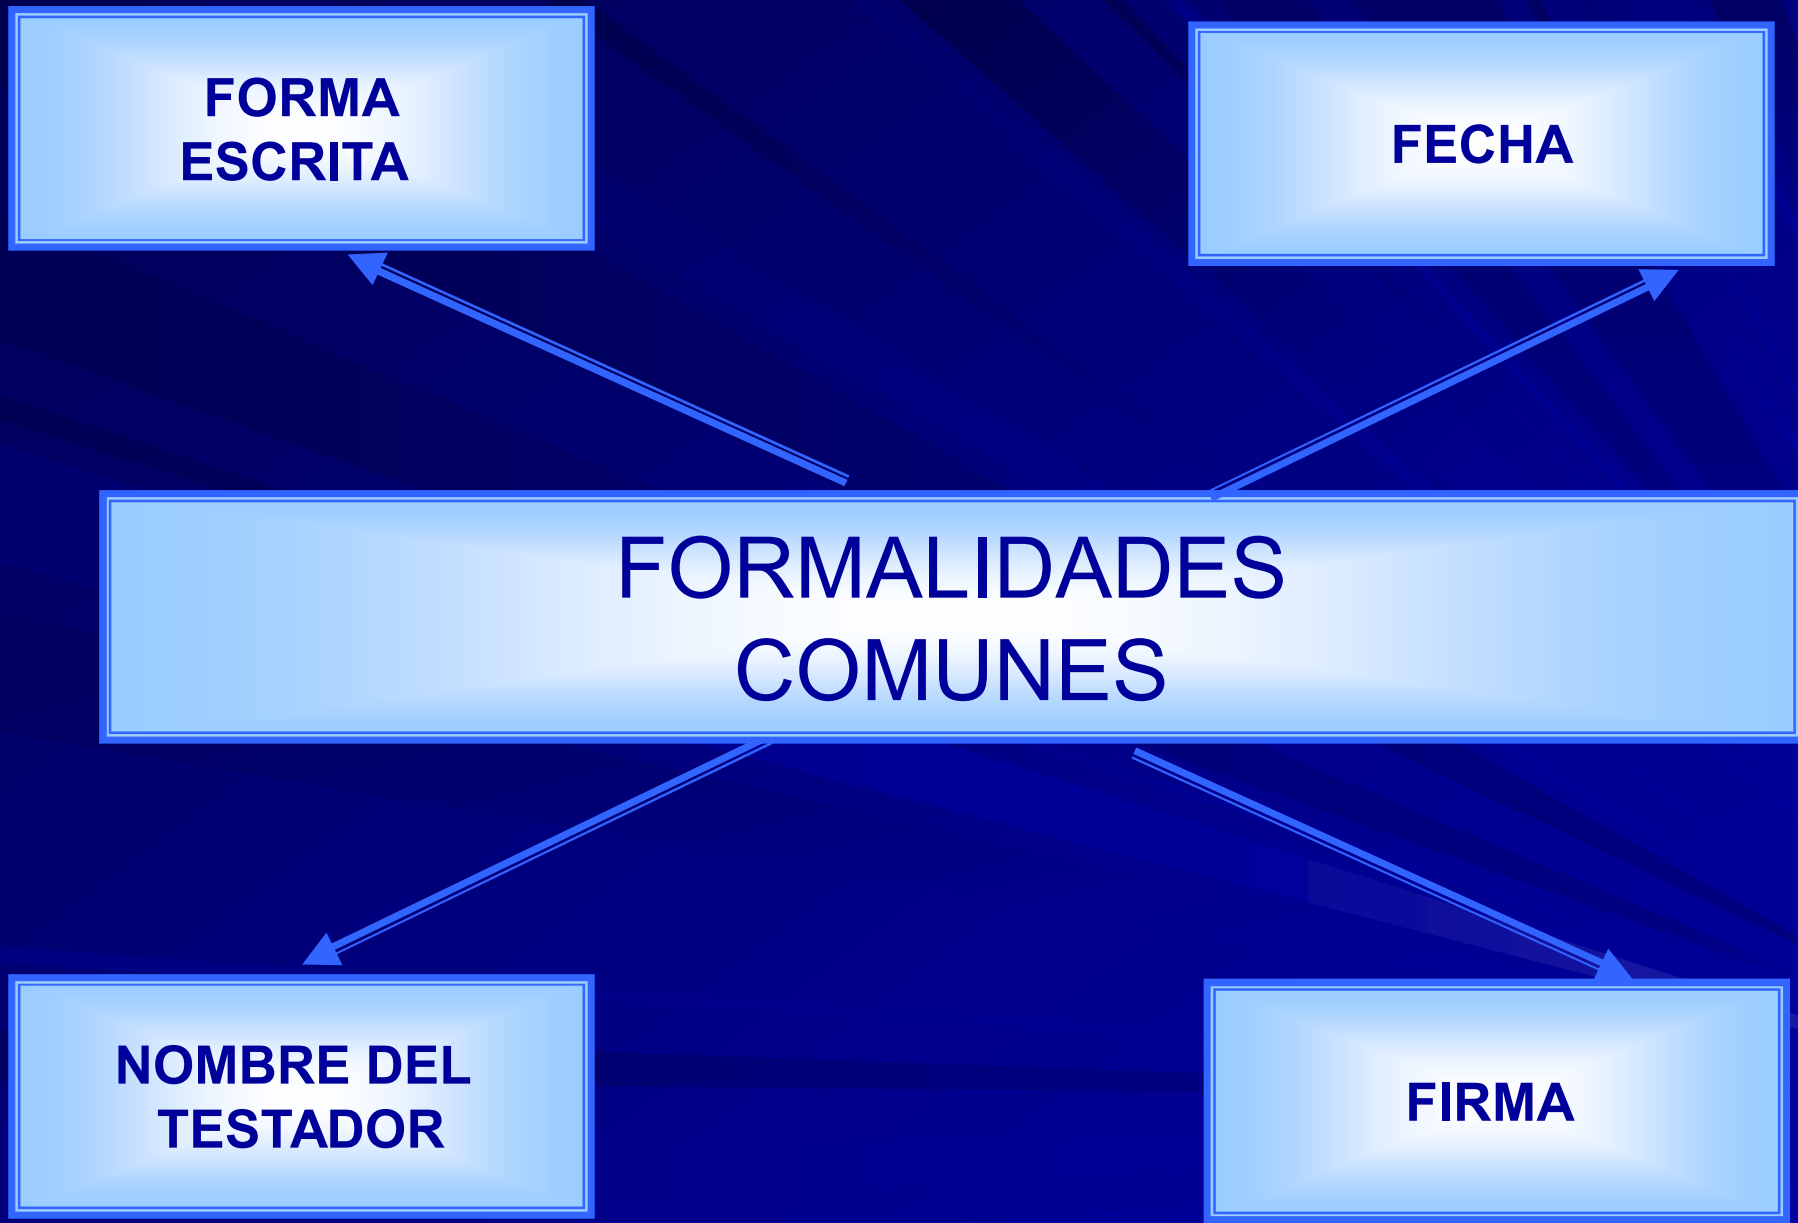 FORMA
ESCRITA
FECHA
FORMALIDADES
COMUNES
NOMBRE DEL
TESTADOR
FIRMA